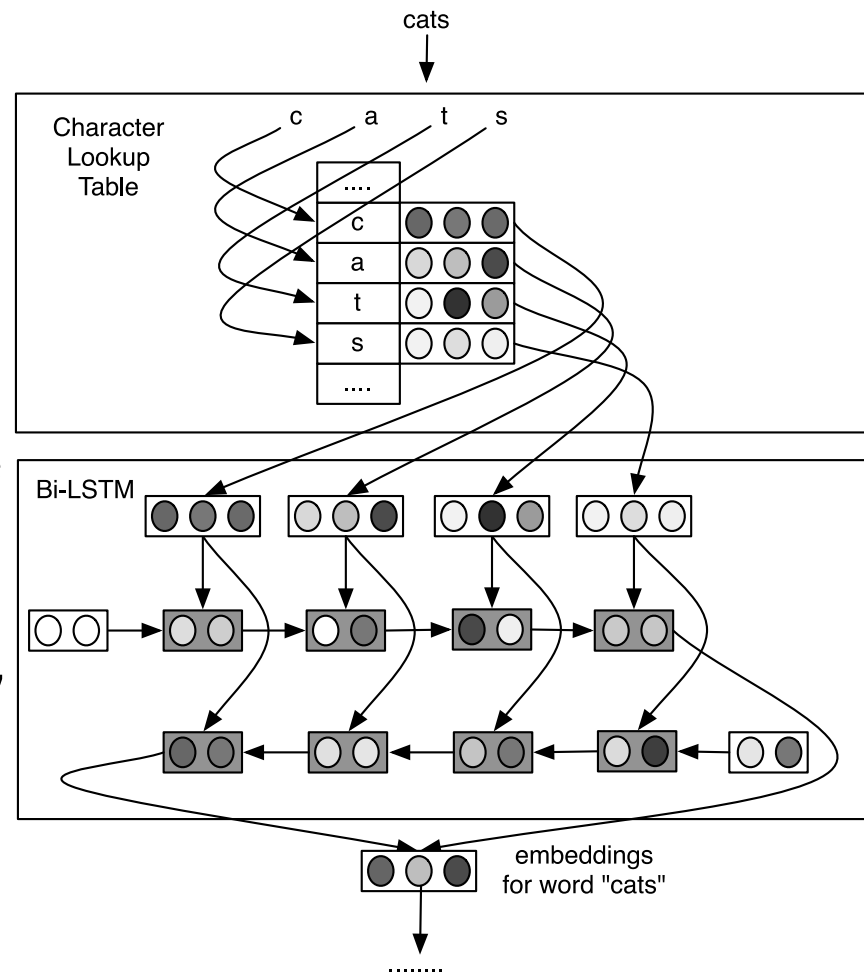 cats
c a t s
Character
Lookup
Table
....
c
a
t
s
....
Bi-LSTM
embeddings
for word "cats"
........